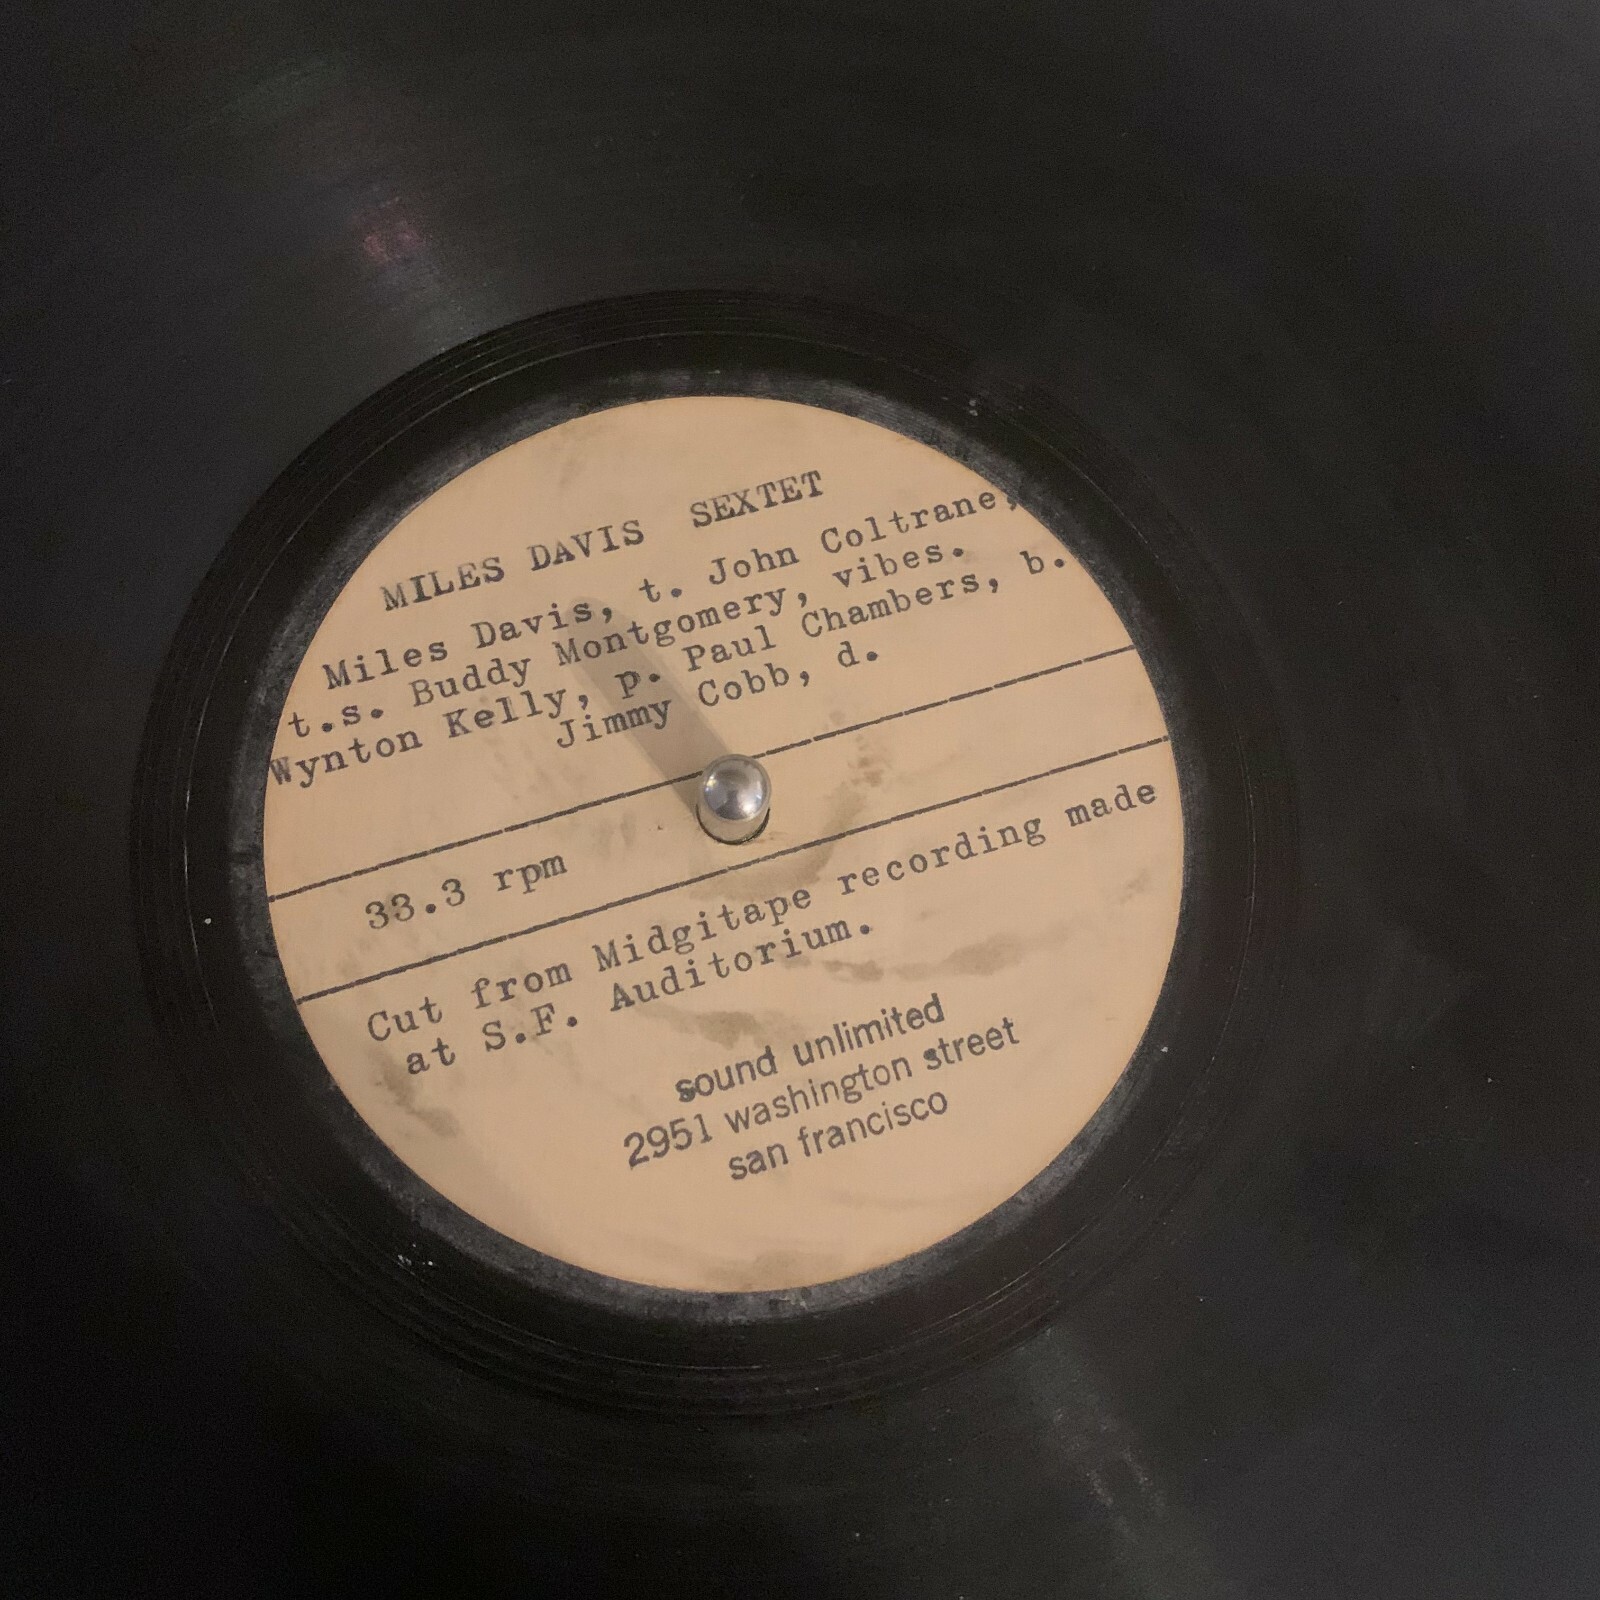 MILES DAVIS SEXTET
Miles Davis, t. John Coltrane,
t.s. Buddy Montgomery, vibes.
Wynton Kelly, p. Paul Chambers, b.
Jimmy Cobb, d.
33.3 rpm
Cut from Midgitape recording made
at S.F. Auditorium.
sound unlimited
2951 washington street
san francisco